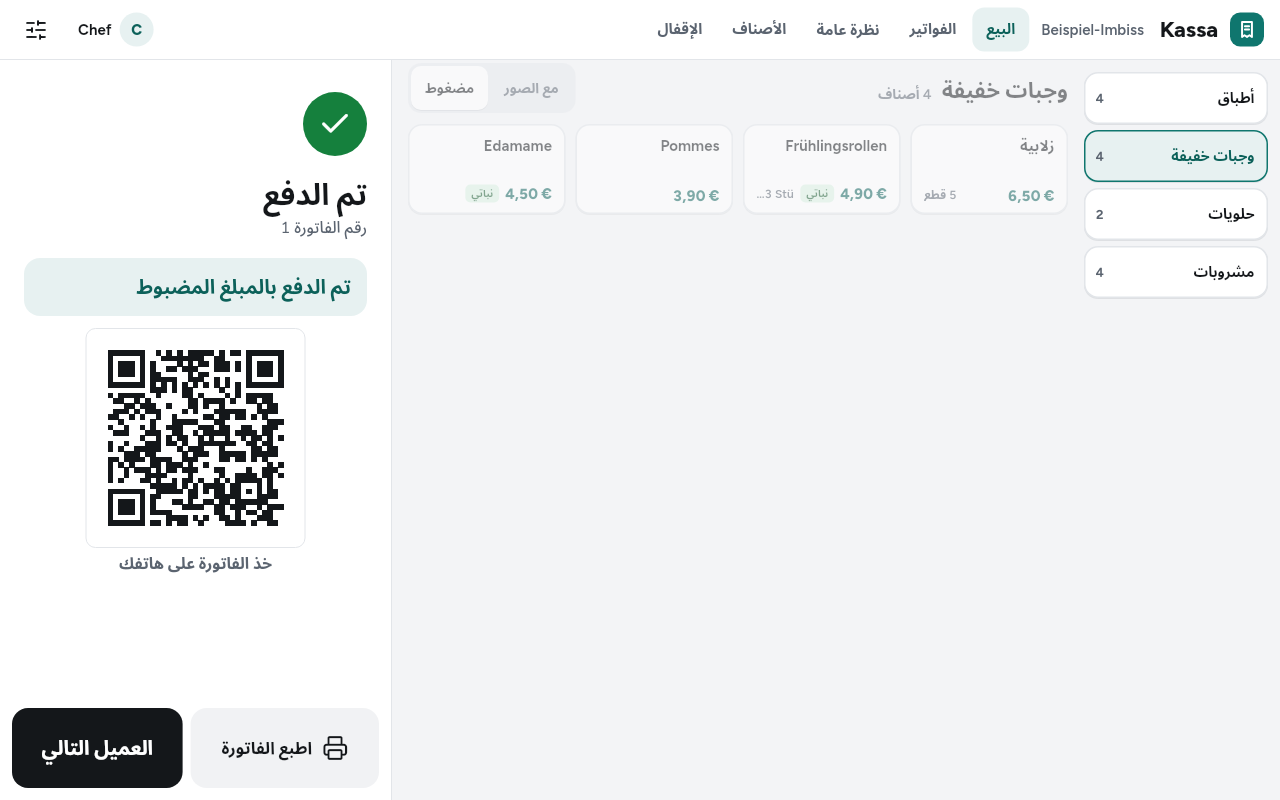 Kassa
Beispiel-Imbiss
البيع
الفواتير
نظرة عامة
الأصناف
الإقفال
C
Chef
أطباق
4
وجبات خفيفة
4
حلويات
2
مشروبات
4
وجبات خفيفة
4 أصناف
مع الصور
مضغوط
زلابية
6,50 €
5 قطع
Frühlingsrollen
4,90 €
نباتي
3 Stü…
Pommes
3,90 €
Edamame
4,50 €
نباتي
تم الدفع
رقم الفاتورة 1
تم الدفع بالمبلغ المضبوط
خذ الفاتورة على هاتفك
اطبع الفاتورة
العميل التالي